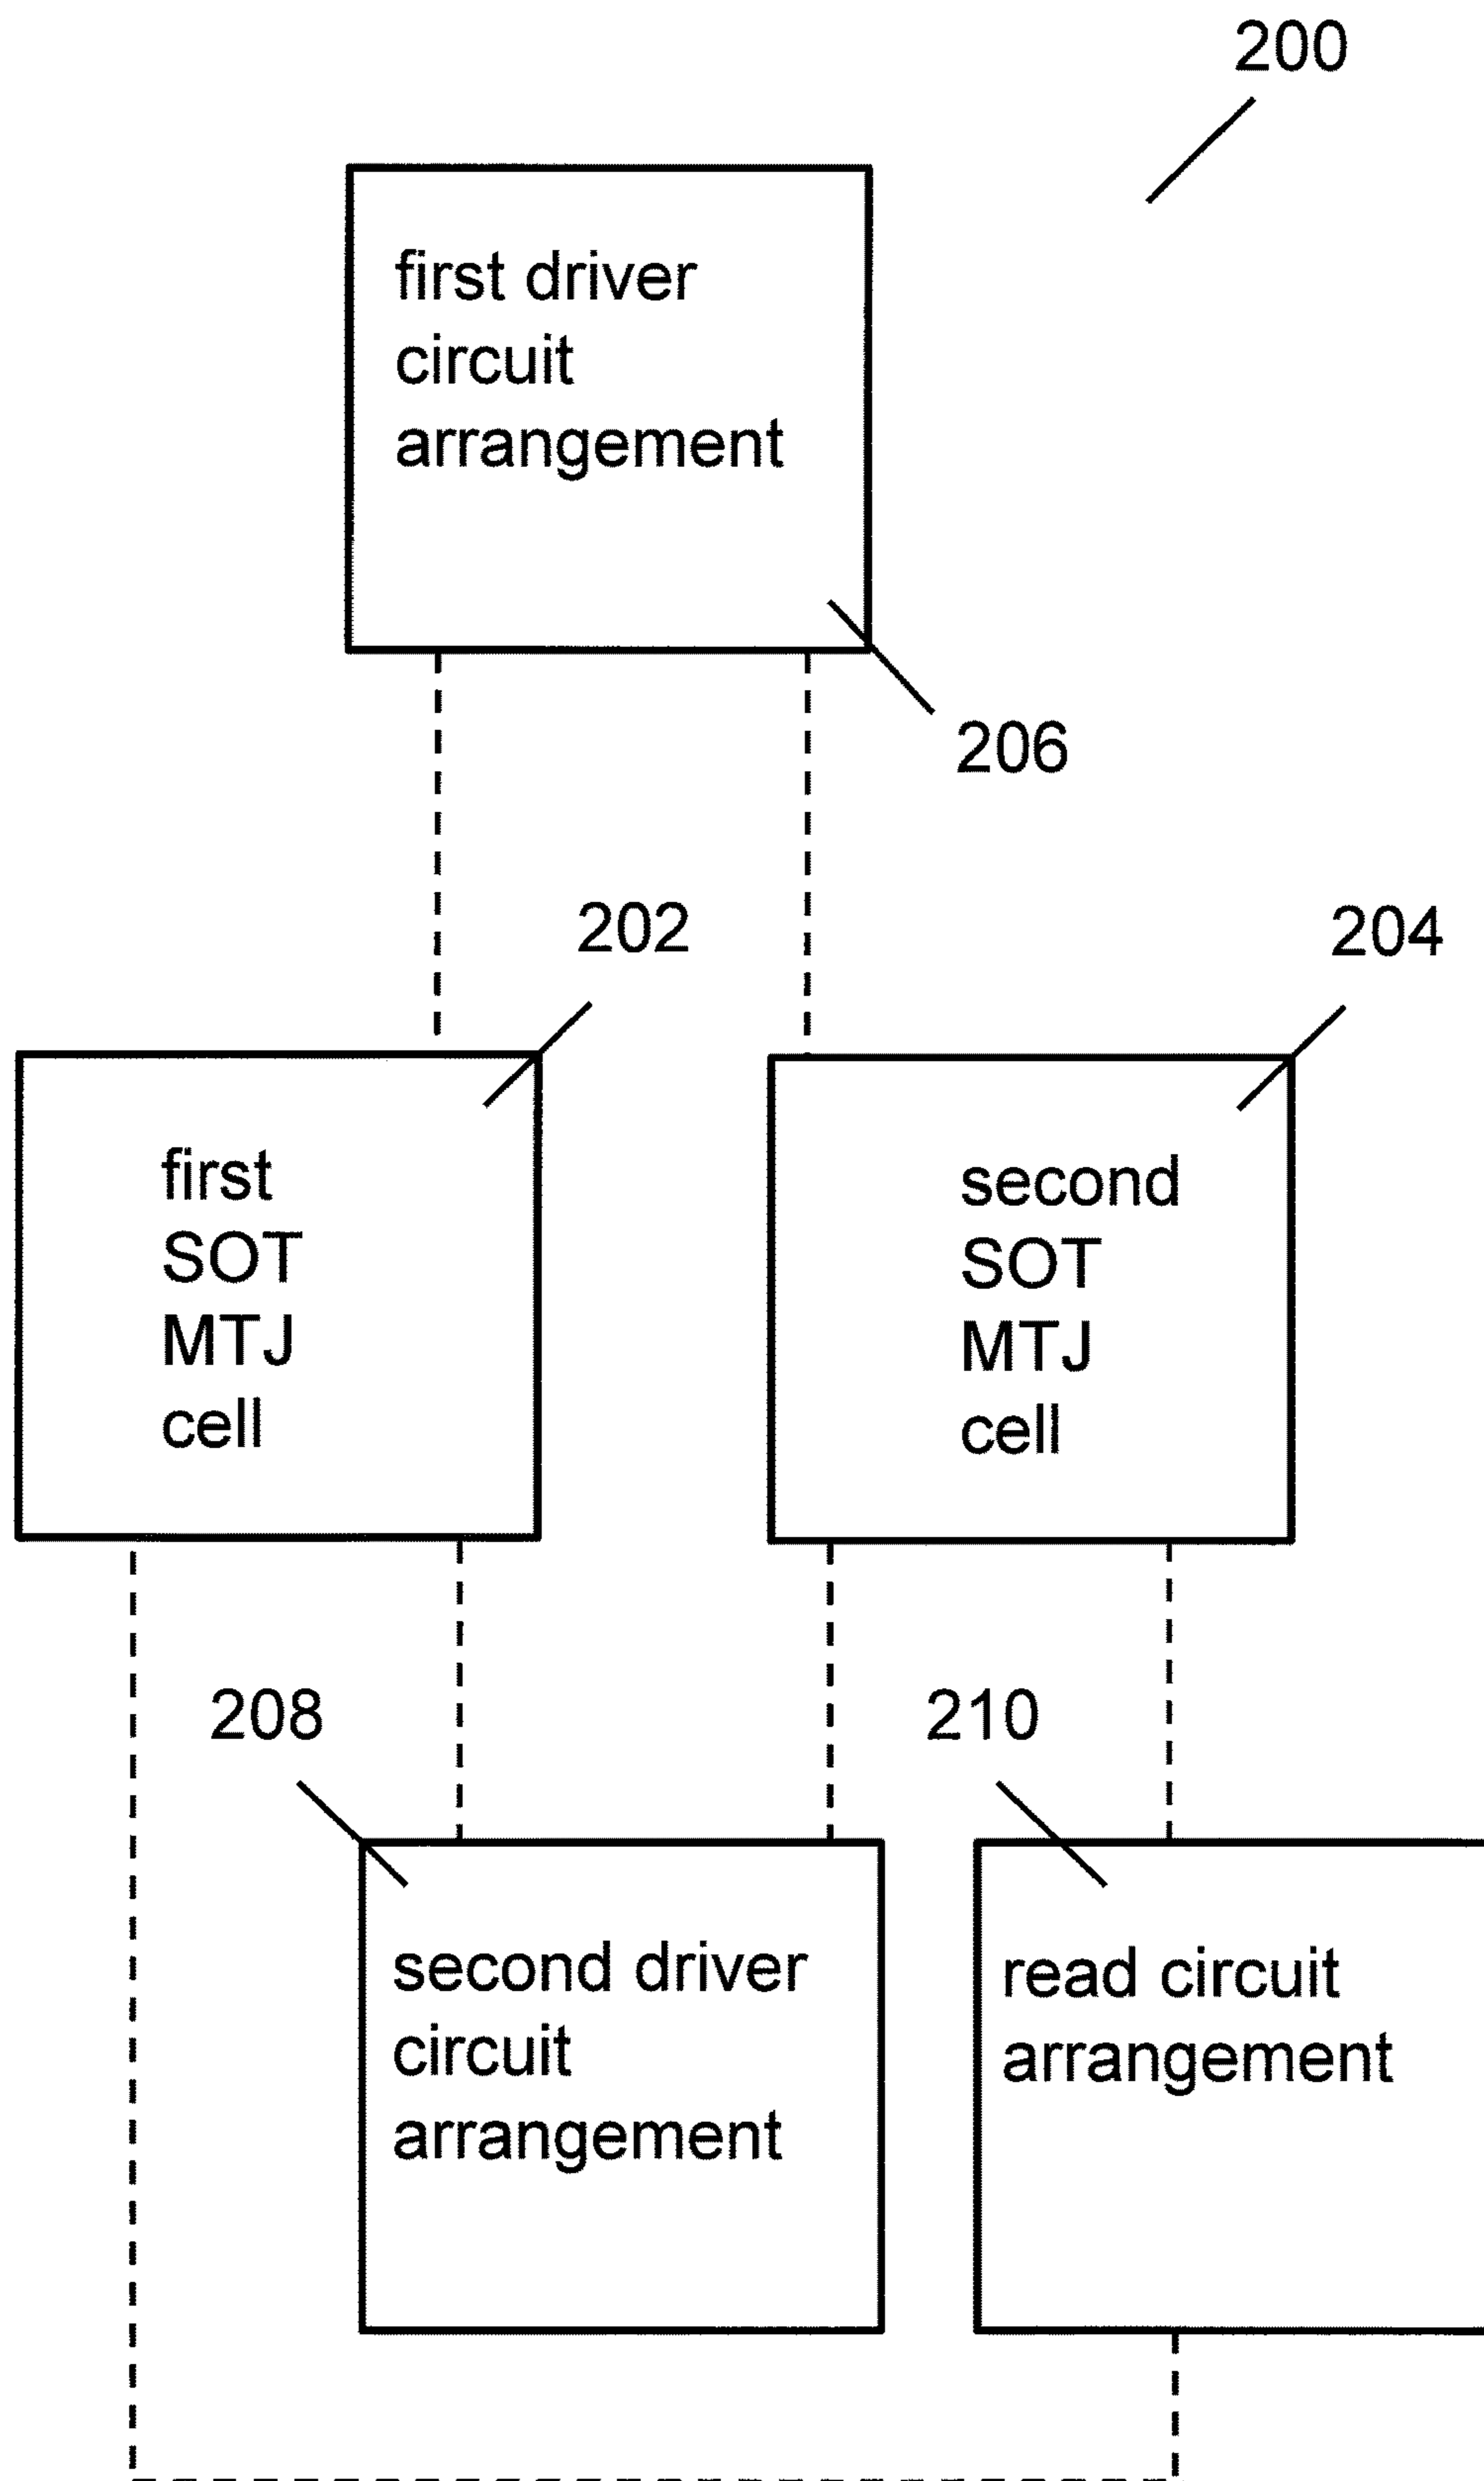 200
first driver
circuit
arrangement
206
202
204
first
SOT
MTJ
cell
second
SOT
MTJ
cell
208
210
second driver
circuit
arrangement
read circuit
arrangement